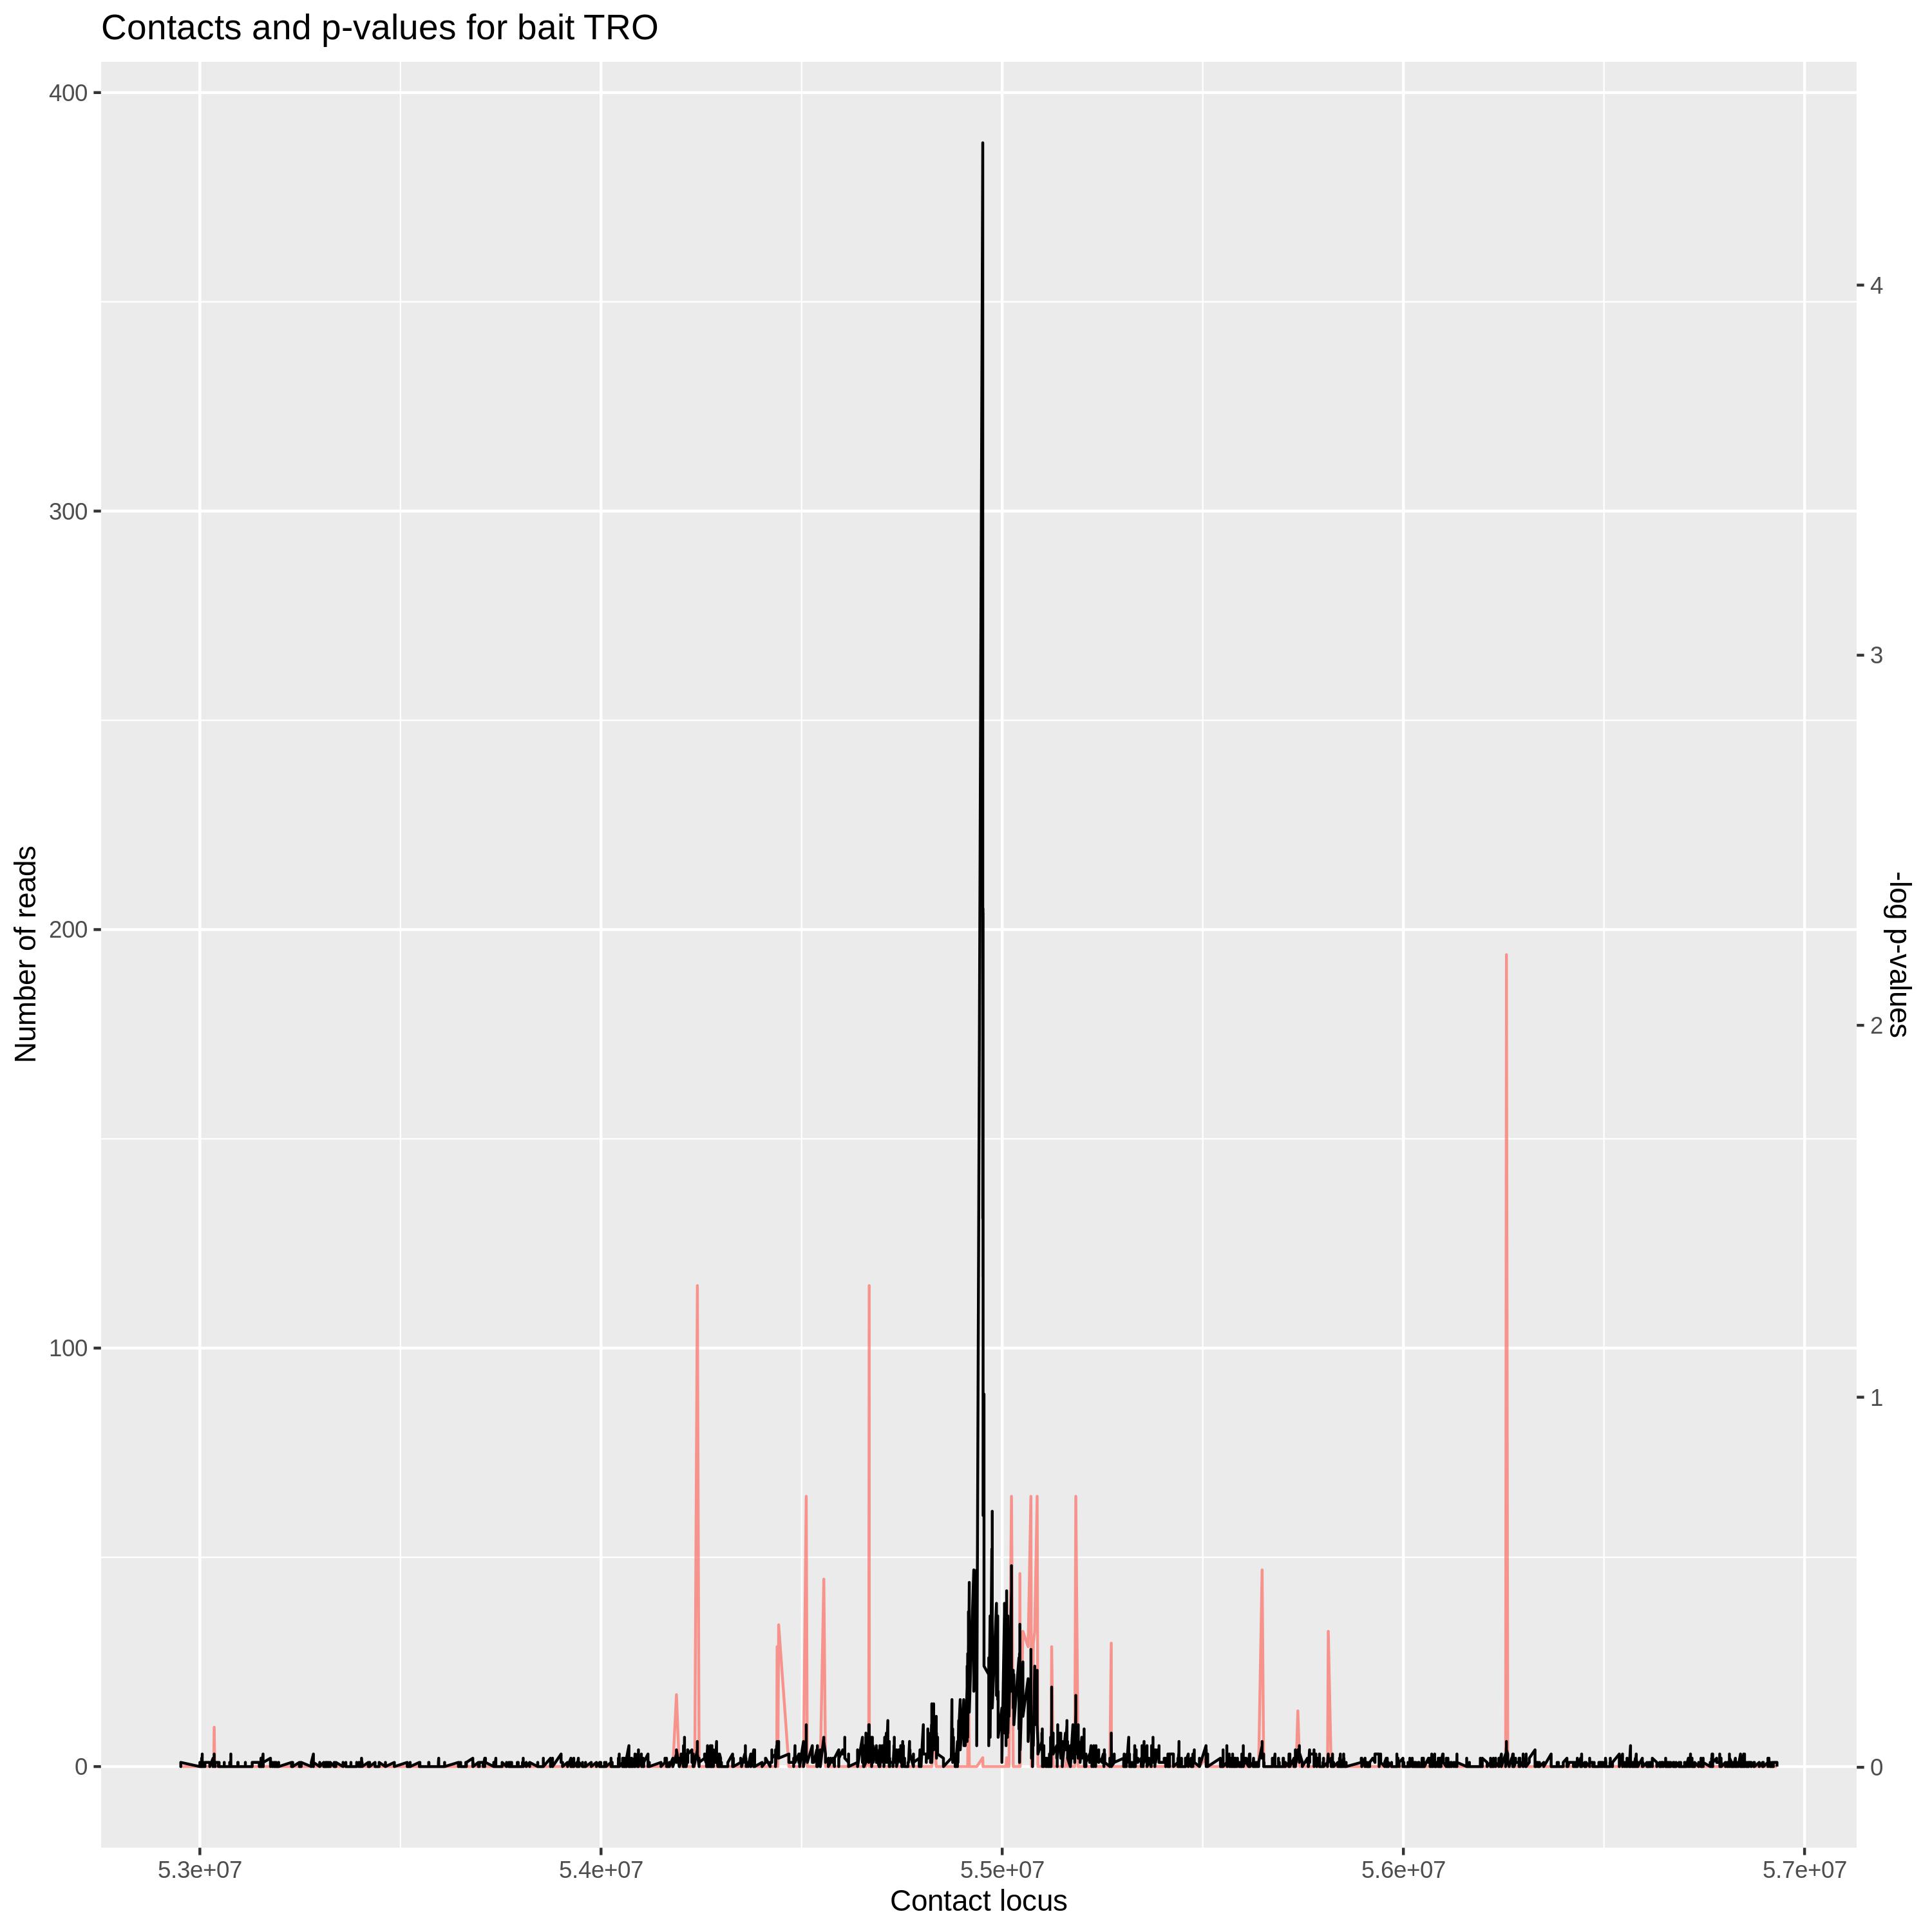 Contacts and p-values for bait TRO
400
300
200
100
0
Number of reads
4
3
2
1
0
-log p-values
5.3e+07
5.4e+07
5.5e+07
5.6e+07
5.7e+07
Contact locus